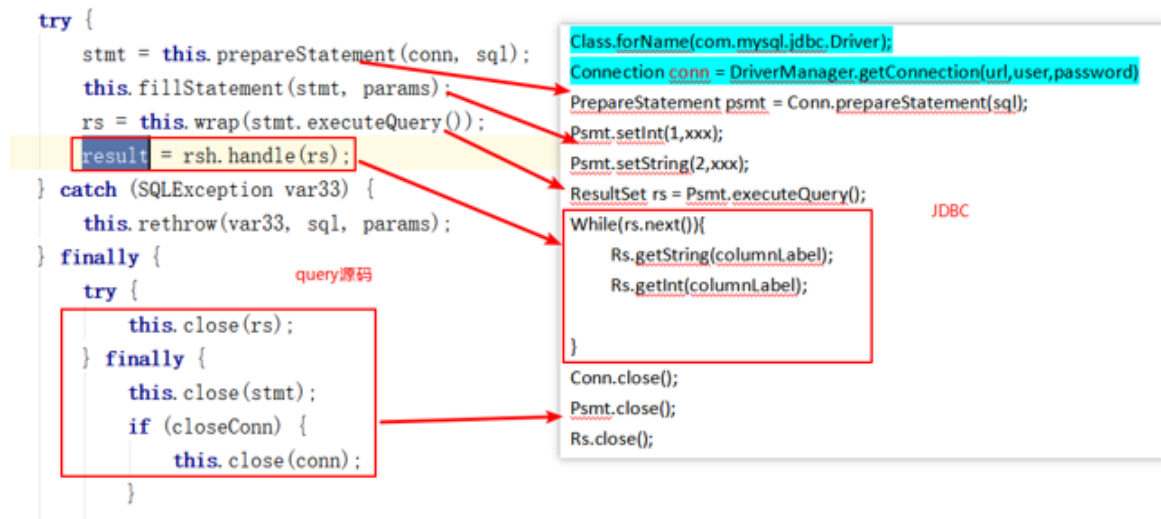 try {
stmt = this.prepareStatement(conn, sql);
this.fillStatement(stmt, params);
rs = this.wrap(stmt.executeQuery());
result = rsh.handle(rs);
} catch (SQLException var33) {
this.rethrow(var33, sql, params);
} finally {
query源码
try {
this.close(rs);
} finally {
this.close(stmt);
if (closeConn) {
this.close(conn);
}
Class.forName(com.mysql.jdbc.Driver);
Connection conn = DriverManager.getConnection(url,user,password)
PrepareStatement psmt = Conn.prepareStatement(sql);
Psmt.setInt(1,xxx);
Psmt.setString(2,xxx);
ResultSet rs = Psmt.executeQuery();
JDBC
While(rs.next()){
Rs.getString(columnLabel);
Rs.getInt(columnLabel);
}
Conn.close();
Psmt.close();
Rs.close();